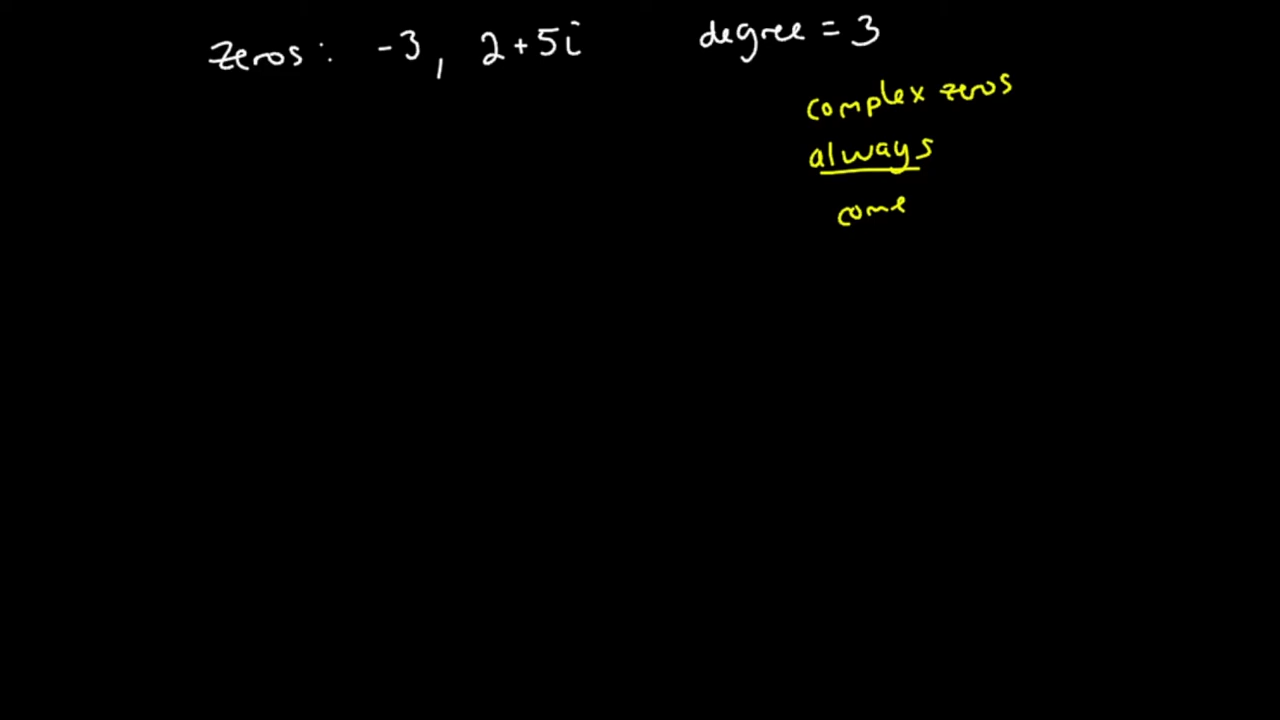 zeros: -3, 2+5i degree = 3
complex zeros
always
come